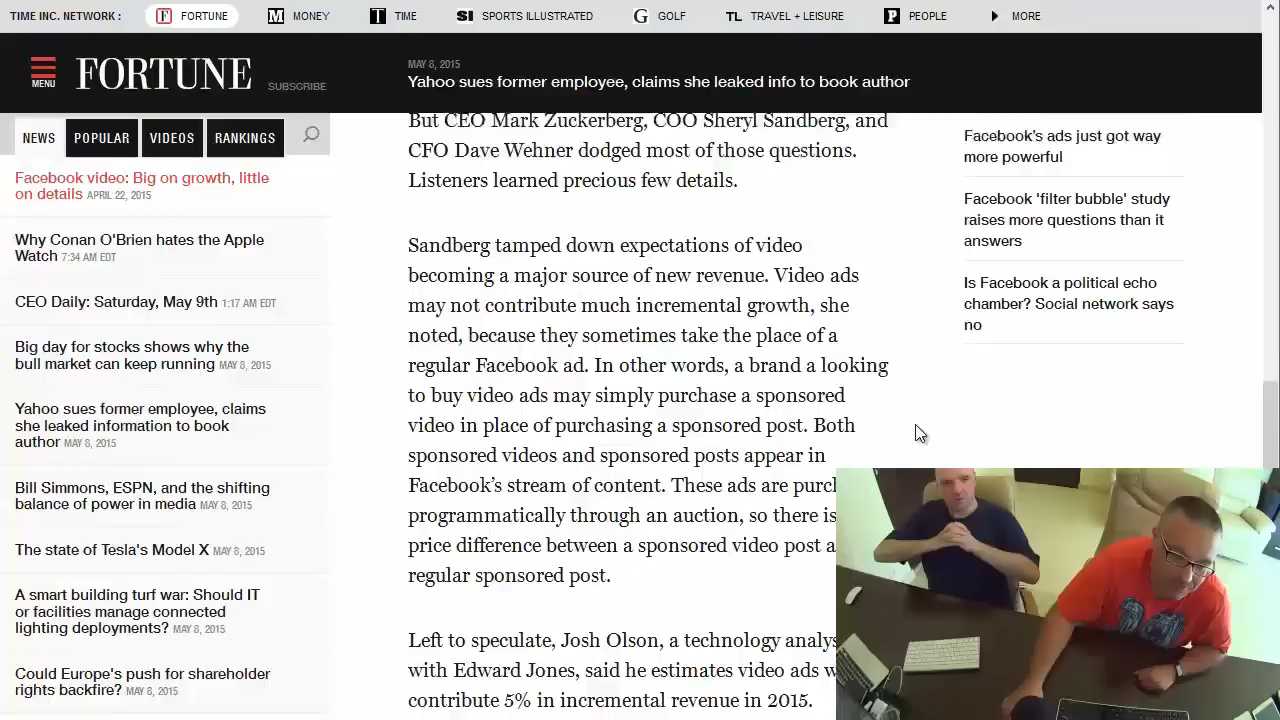 TIME INC. NETWORK :
FORTUNE
MONEY
TIME
SPORTS ILLUSTRATED
GOLF
TRAVEL + LEISURE
PEOPLE
MORE
MENU
FORTUNE
SUBSCRIBE
MAY 8, 2015
Yahoo sues former employee, claims she leaked info to book author
NEWS
POPULAR
VIDEOS
RANKINGS
Facebook video: Big on growth, little
on details APRIL 22, 2015
Why Conan O'Brien hates the Apple
Watch 7:34 AM EDT
CEO Daily: Saturday, May 9th 1:17 AM EDT
Big day for stocks shows why the
bull market can keep running MAY 8, 2015
Yahoo sues former employee, claims
she leaked information to book
author MAY 8, 2015
Bill Simmons, ESPN, and the shifting
balance of power in media MAY 8, 2015
The state of Tesla's Model X MAY 8, 2015
A smart building turf war: Should IT
or facilities manage connected
lighting deployments? MAY 8, 2015
Could Europe's push for shareholder
rights backfire? MAY 8, 2015
But CEO Mark Zuckerberg, COO Sheryl Sandberg, and
CFO Dave Wehner dodged most of those questions.
Listeners learned precious few details.
Sandberg tamped down expectations of video
becoming a major source of new revenue. Video ads
may not contribute much incremental growth, she
noted, because they sometimes take the place of a
regular Facebook ad. In other words, a brand a looking
to buy video ads may simply purchase a sponsored
video in place of purchasing a sponsored post. Both
sponsored videos and sponsored posts appear in
Facebook's stream of content. These ads are purc
programmatically through an auction, so there is
price difference between a sponsored video post a
regular sponsored post.
Left to speculate, Josh Olson, a technology analys
with Edward Jones, said he estimates video ads w
contribute 5% in incremental revenue in 2015.
Facebook's ads just got way
more powerful
Facebook 'filter bubble' study
raises more questions than it
answers
Is Facebook a political echo
chamber? Social network says
no